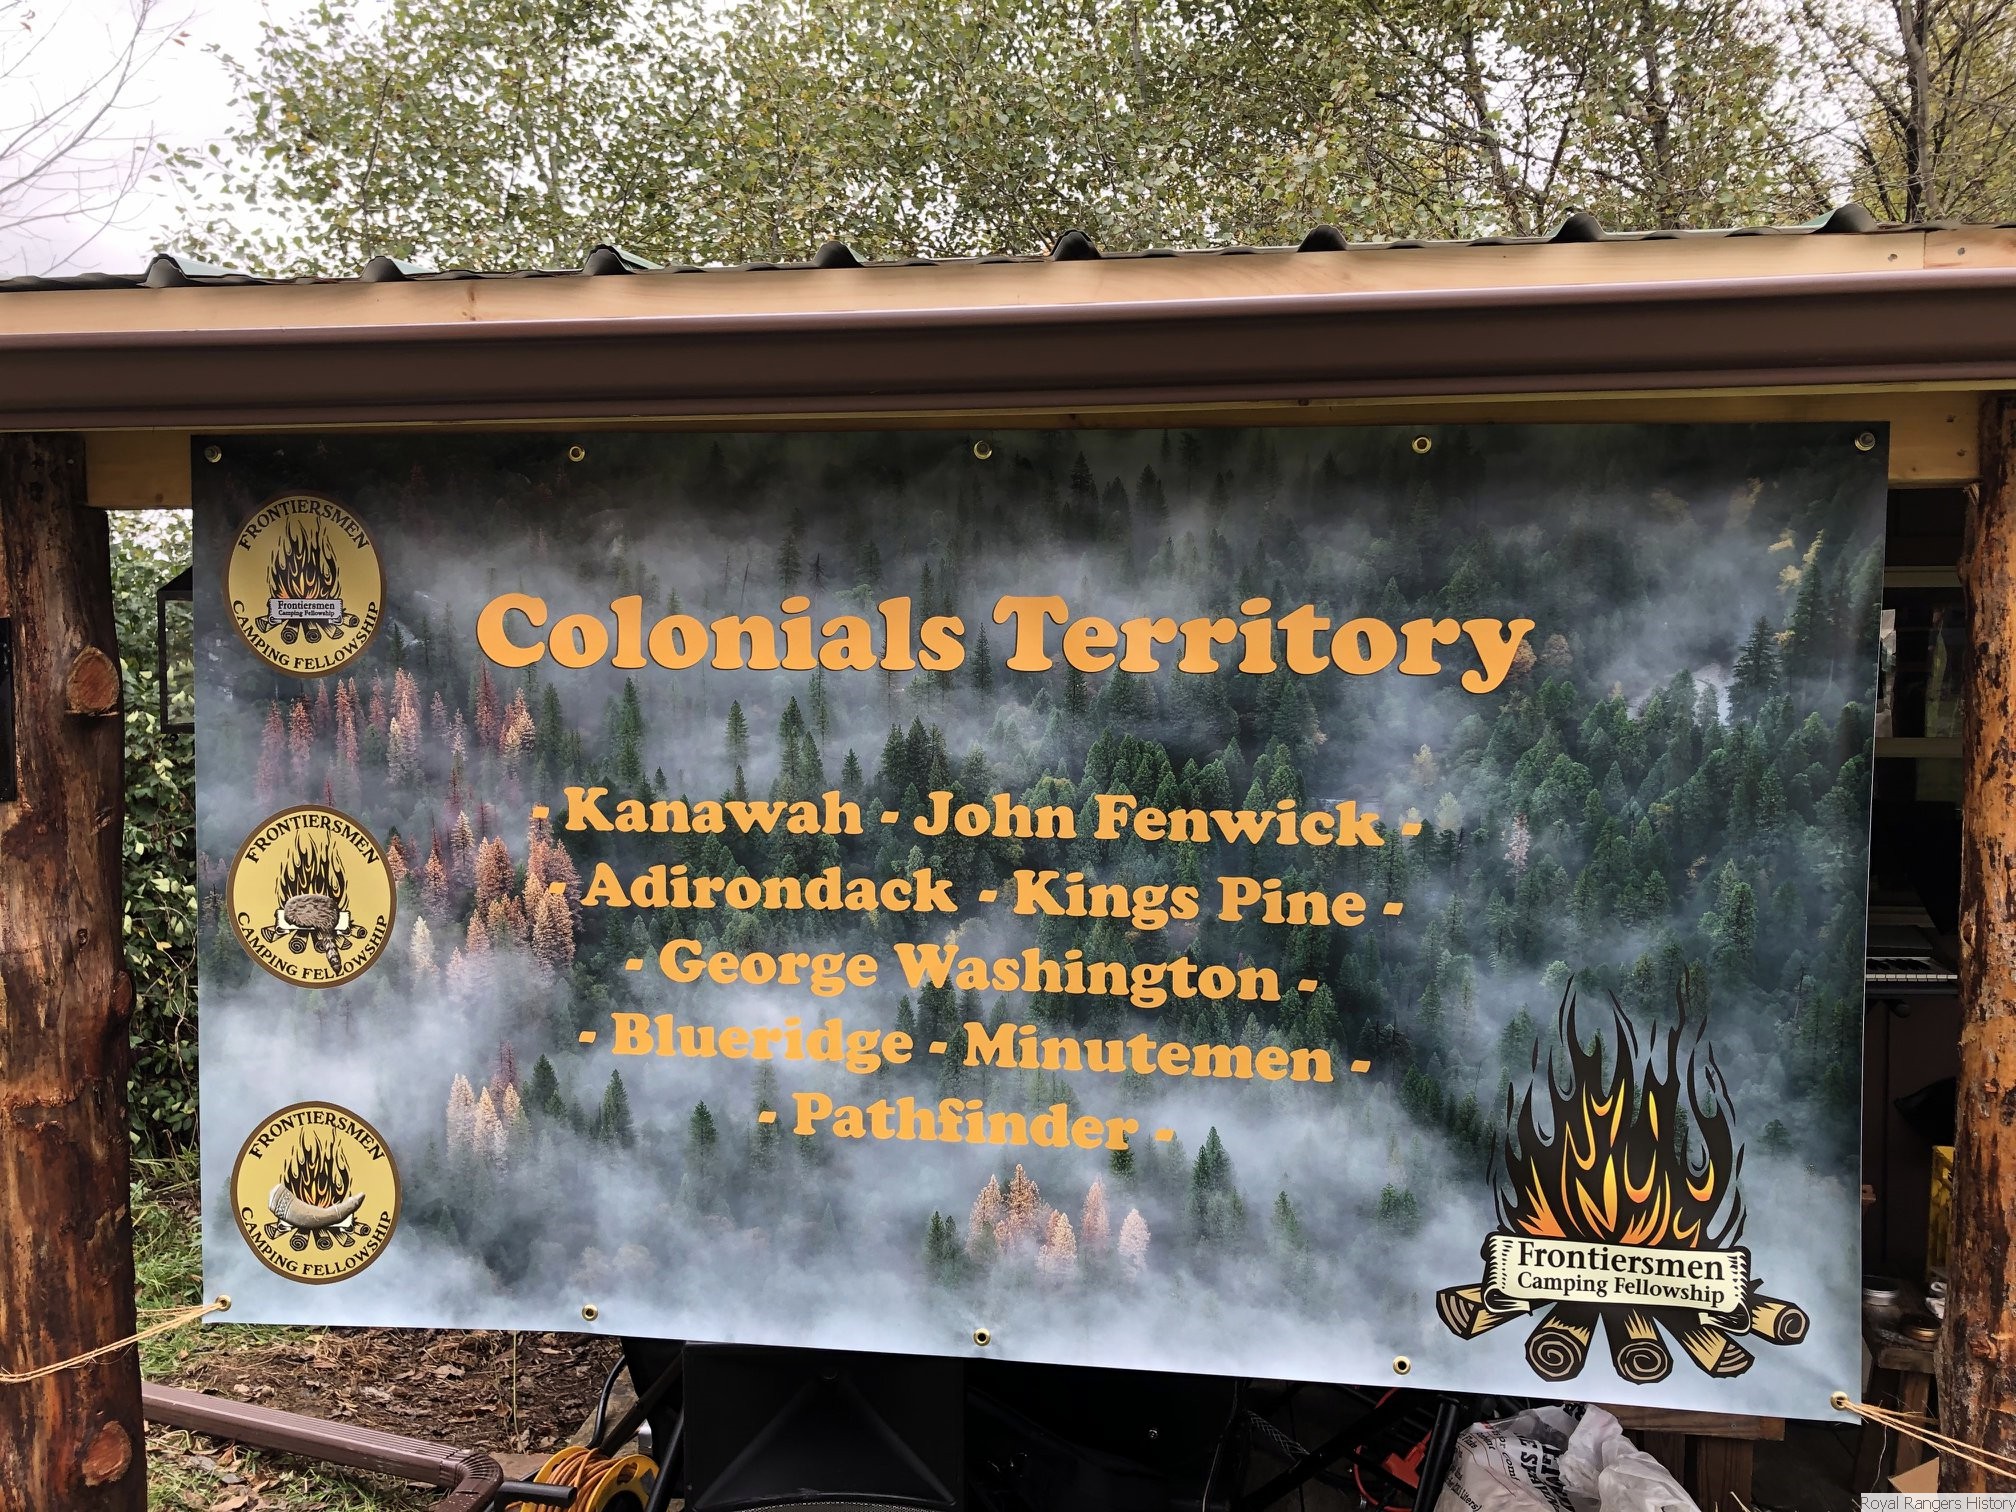 FRONTIERSMEN
Frontiersmen
Camping Fellowship
CAMPING FELLOWSHIP
Colonials Territory
- Kanawah - John Fenwick -
- Adirondack - Kings Pine -
- George Washington -
- Blueridge - Minutemen -
- Pathfinder -
FRONTIERSMEN
CAMPING FELLOWSHIP
FRONTIERSMEN
CAMPING FELLOWSHIP
Frontiersmen
Camping Fellowship
Royal Rangers History